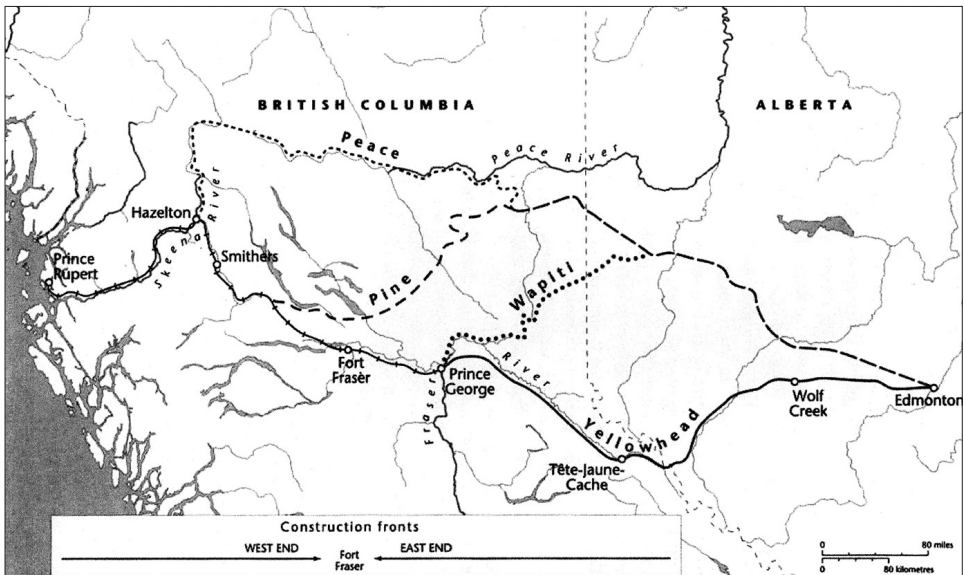 BRITISH COLUMBIA
ALBERTA
Peace
Peace River
Hazelton
Skeena River
Prince
Rupert
Smithers
Pine
Wapiti
Fort
Fraser
Prince
George
Fraser
River
Wolf
Creek
Edmonton
Yellowhead
Tête-Jaune-
Cache
Construction fronts
WEST END
Fort
Fraser
EAST END
0 80 miles
0 80 kilometres